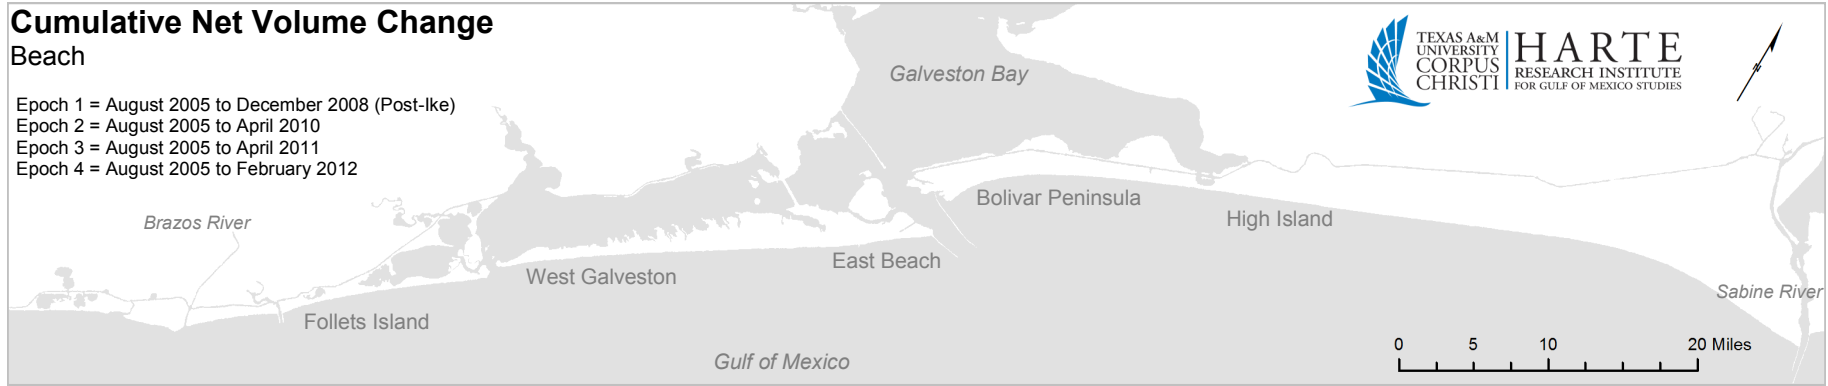 Cumulative Net Volume Change
Beach
Epoch 1 = August 2005 to December 2008 (Post-Ike)
Epoch 2 = August 2005 to April 2010
Epoch 3 = August 2005 to April 2011
Epoch 4 = August 2005 to February 2012
TEXAS A&M
UNIVERSITY
CORPUS
CHRISTI
HARTE
RESEARCH INSTITUTE
FOR GULF OF MEXICO STUDIES
N
Galveston Bay
Brazos River
Bolivar Peninsula
High Island
East Beach
West Galveston
Sabine River
Follets Island
Gulf of Mexico
0 5 10 20 Miles